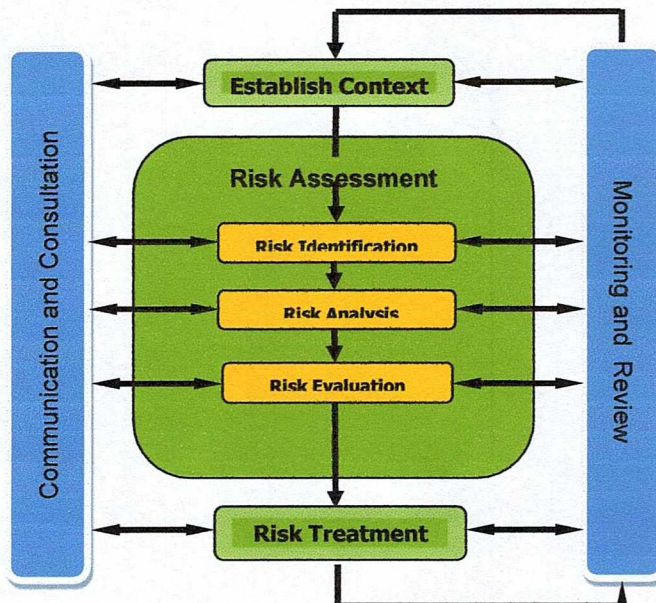 Establish Context
Communication and Consultation
Risk Assessment
Risk Identification
Risk Analysis
Risk Evaluation
Monitoring and Review
Risk Treatment